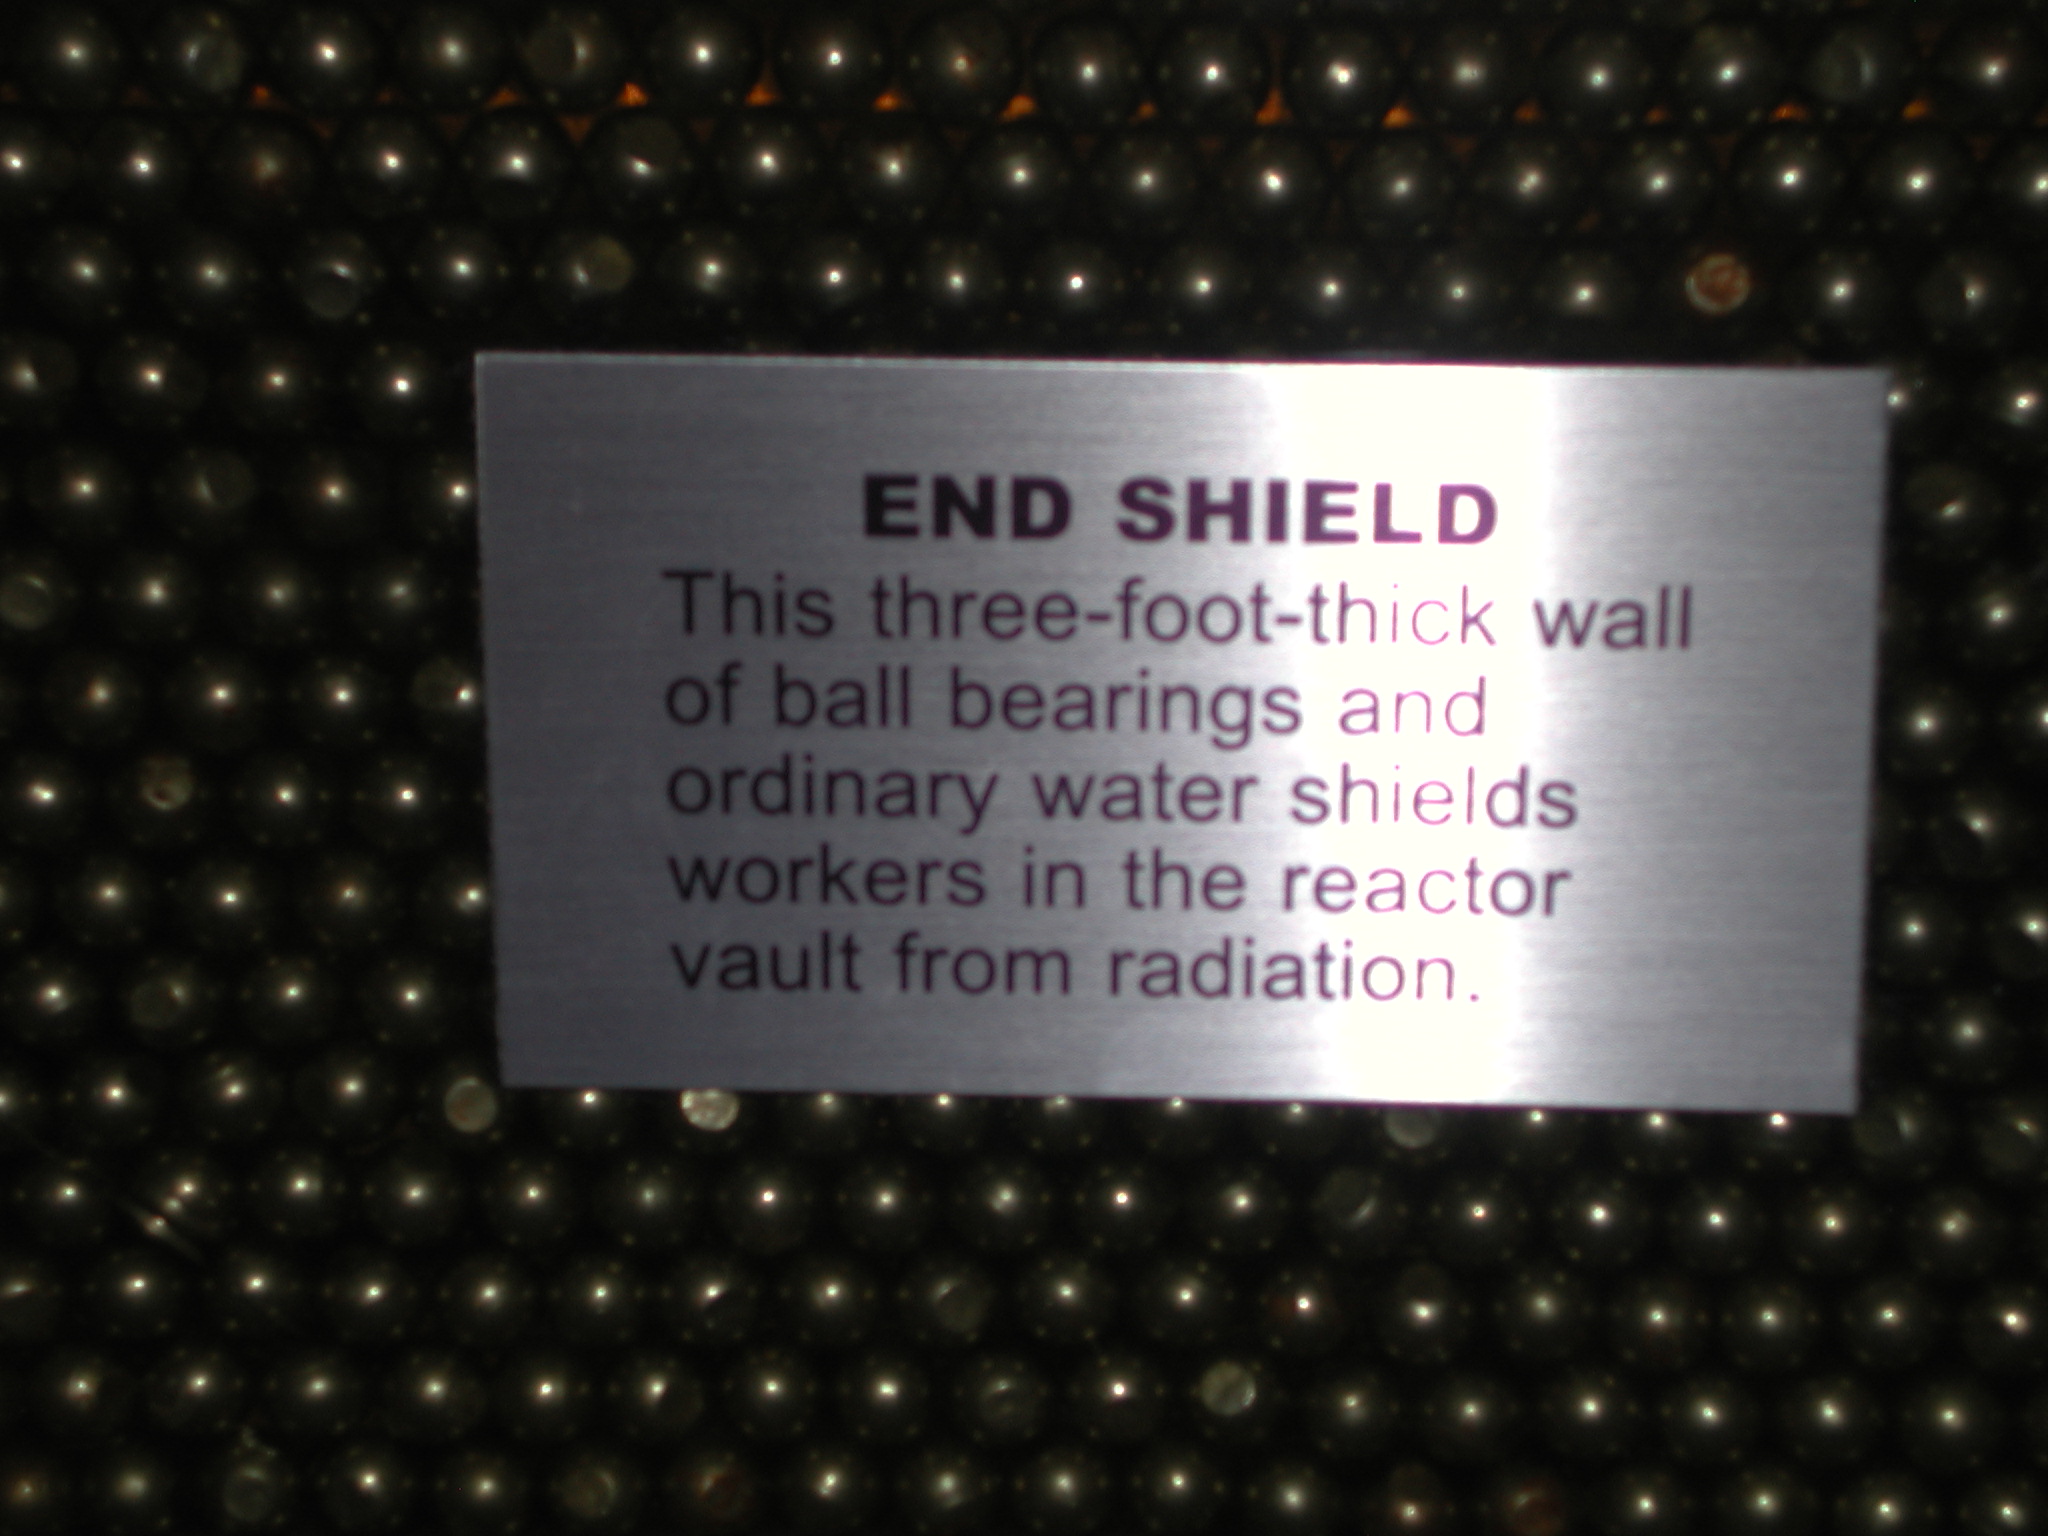 END SHIELD
This three-foot-thick wall
of ball bearings and
ordinary water shields
workers in the reactor
vault from radiation.